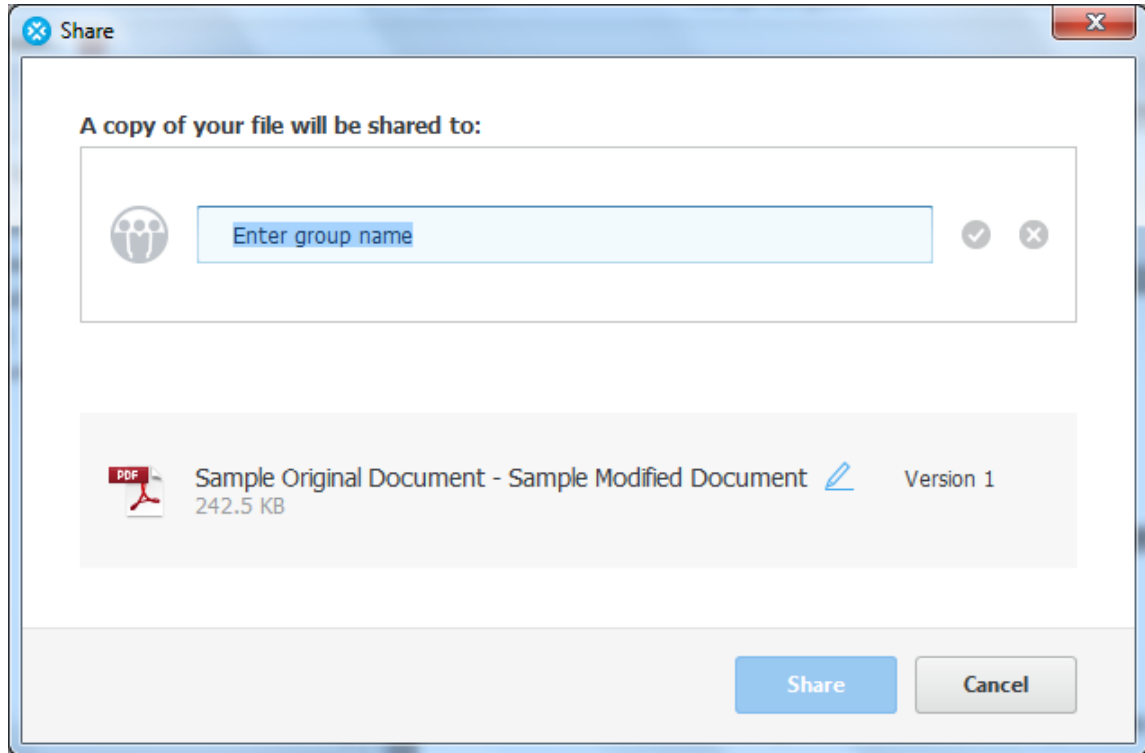 Share
A copy of your file will be shared to:
Enter group name
PDF
Sample Original Document - Sample Modified Document Version 1
242.5 KB
Share Cancel